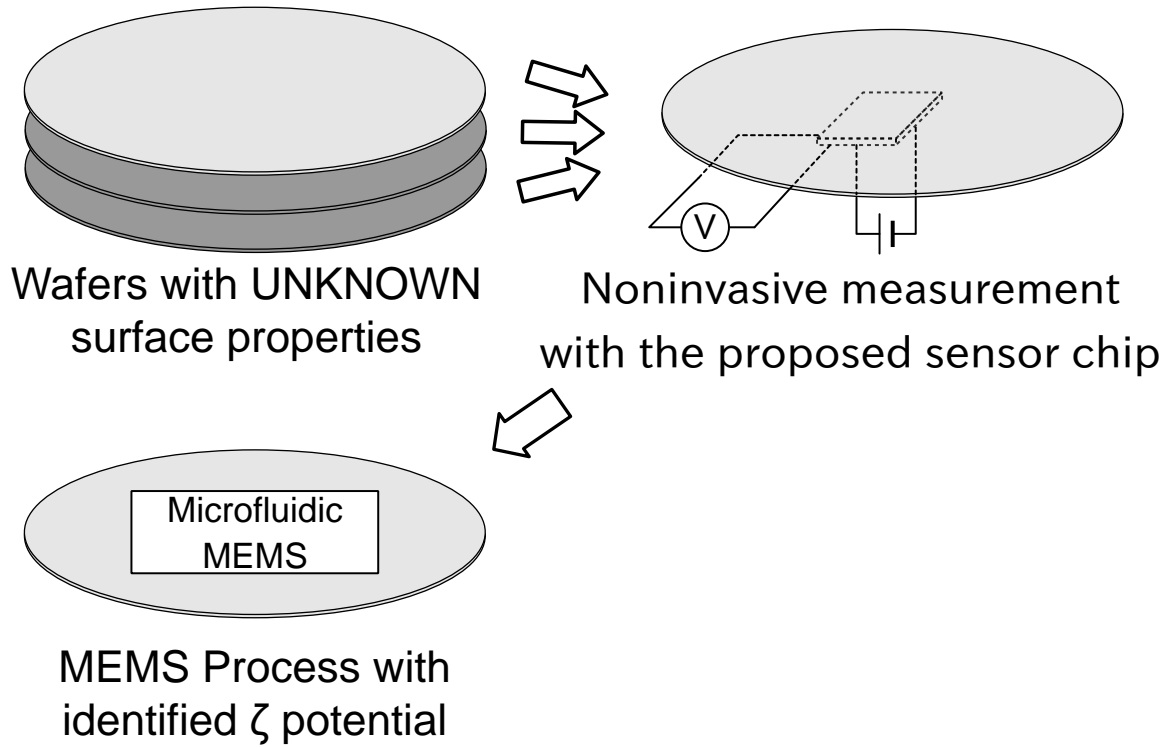 V
Wafers with UNKNOWN
surface properties
Noninvasive measurement
with the proposed sensor chip
Microfluidic
MEMS
MEMS Process with
identified ζ potential